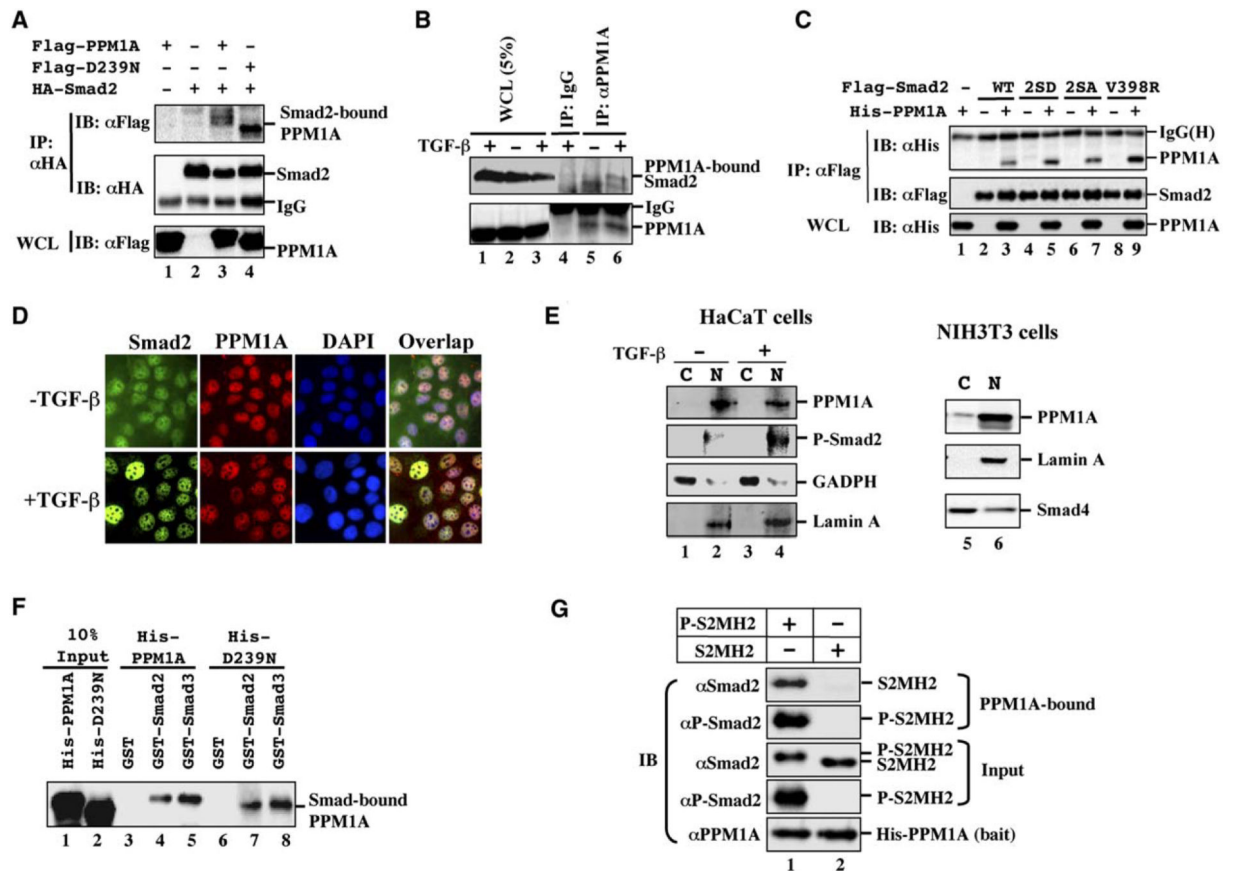 A
Flag-PPM1A + – + –
Flag-D239N – – – +
HA-Smad2 – + + +
IP: αHA
IB: αFlag
Smad2-bound
PPM1A
IB: αHA
Smad2
IgG
WCL IB: αFlag
PPM1A
1 2 3 4
B
WCL (5%)
IP: IgG
IP: αPPM1A
TGF-β + – + + – +
PPM1A-bound
Smad2
IgG
PPM1A
1 2 3 4 5 6
C
Flag-Smad2 – WT 2SD 2SA V398R
His-PPM1A + – + – + – + – +
IP: αFlag
IB: αHis
IgG(H)
PPM1A
IB: αFlag
Smad2
WCL IB: αHis
PPM1A
1 2 3 4 5 6 7 8 9
D
Smad2 PPM1A DAPI Overlap
-TGF-β
+TGF-β
E
HaCaT cells
TGF-β – +
C N C N
PPM1A
P-Smad2
GADPH
Lamin A
1 2 3 4
NIH3T3 cells
C N
PPM1A
Lamin A
Smad4
5 6
F
10% Input
His-PPM1A
His-D239N
His-PPM1A
His-D239N
GST
GST-Smad2
GST-Smad3
GST
GST-Smad2
GST-Smad3
Smad-bound
PPM1A
1 2 3 4 5 6 7 8
G
P-S2MH2 + –
S2MH2 – +
IB
αSmad2 S2MH2
αP-Smad2 P-S2MH2
PPM1A-bound
αSmad2 P-S2MH2
S2MH2
αP-Smad2 P-S2MH2
Input
αPPM1A His-PPM1A (bait)
1 2